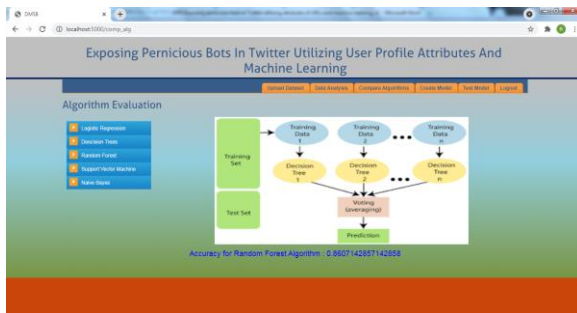 DMSB
localhost:5000/comp_alg
Exposing Pernicious Bots In Twitter Utilizing User Profile Attributes And
Machine Learning
Upload Dataset
Data Analysis
Compare Algorithms
Create Model
Test Model
Logout
Algorithm Evaluation
Logistic Regression
Decision Trees
Random Forest
Support Vector Machine
Naive Bayes
Training
Set
Test Set
Training
Data
1
Training
Data
2
Training
Data
n
Decision
Tree
1
Decision
Tree
2
Decision
Tree
n
Voting
(averaging)
Prediction
Accuracy for Random Forest Algorithm : 0.8607142857142858